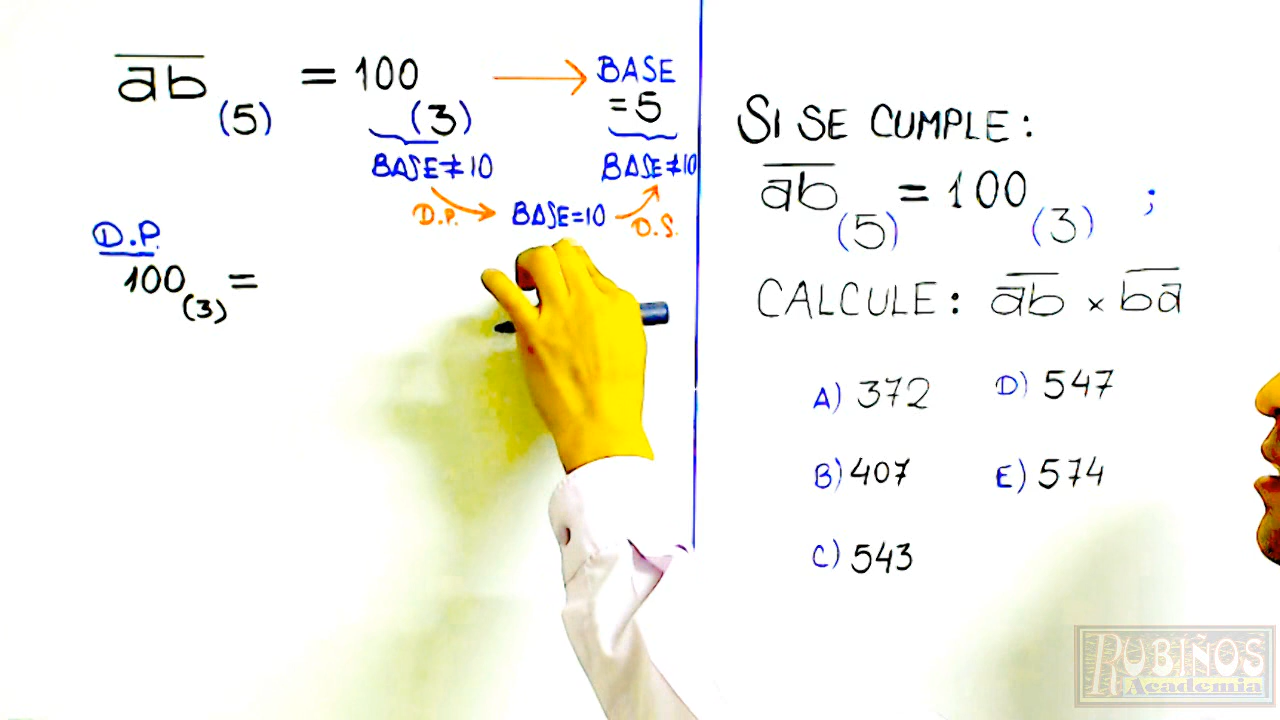 ab(5) = 100(3) → BASE = 5
BASE ≠ 10 BASE ≠ 10
D.P. BASE = 10 D.S.
D.P
100(3) =
SI SE CUMPLE:
ab(5) = 100(3) ;
CALCULE: ab × ba
A) 372 D) 547
B) 407 E) 574
C) 543
RUBIÑOS
Academia